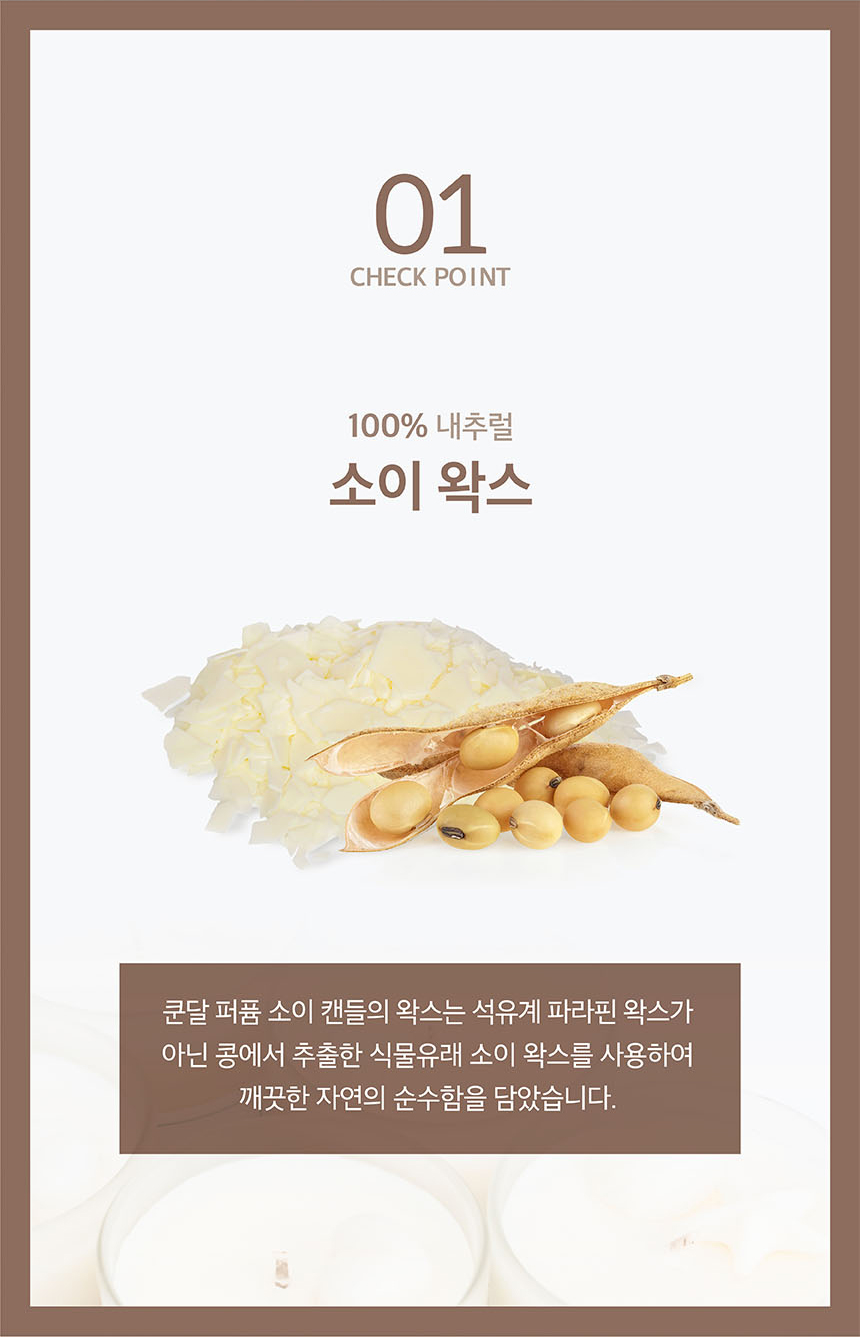 01
CHECK POINT
100% 내추럴
소이 왁스
쿤달 퍼퓸 소이 캔들의 왁스는 석유계 파라핀 왁스가
아닌 콩에서 추출한 식물유래 소이 왁스를 사용하여
깨끗한 자연의 순수함을 담았습니다.